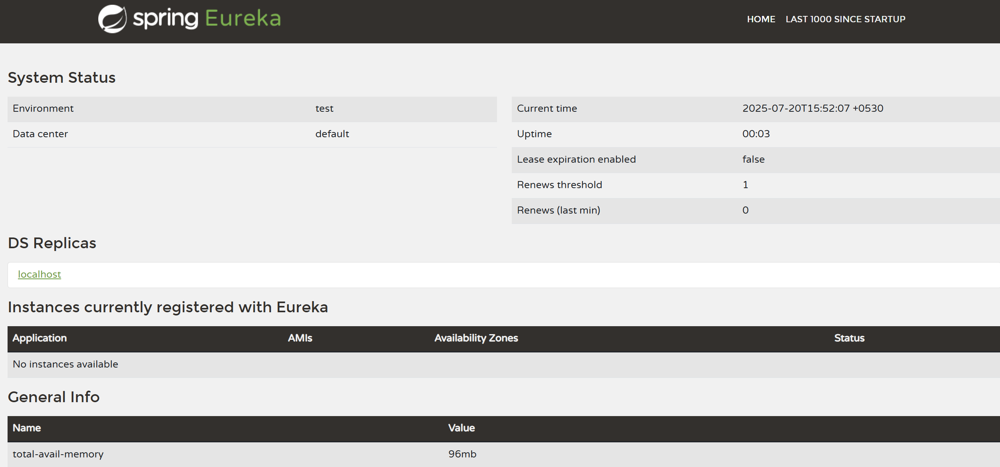 spring Eureka
HOME LAST 1000 SINCE STARTUP
System Status
Environment test
Data center default
Current time 2025-07-20T15:52:07 +0530
Uptime 00:03
Lease expiration enabled false
Renews threshold 1
Renews (last min) 0
DS Replicas
localhost
Instances currently registered with Eureka
Application AMIs Availability Zones Status
No instances available
General Info
Name Value
total-avail-memory 96mb